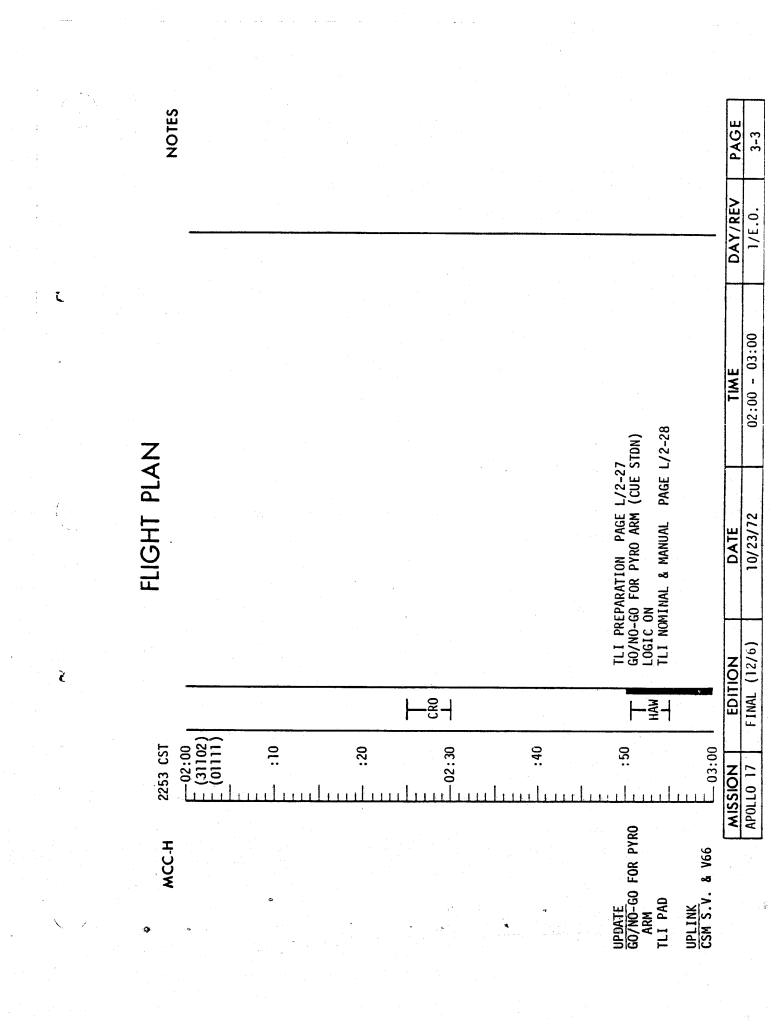 FLIGHT PLAN
MCC-H
2253 CST
NOTES
02:00
(31102)
(01111)
:10
:20
CRO
02:30
:40
:50
HAW
03:00
UPDATE
GO/NO-GO FOR PYRO
ARM
TLI PAD
UPLINK
CSM S.V. & V66
TLI PREPARATION PAGE L/2-27
GO/NO-GO FOR PYRO ARM (CUE STDN)
LOGIC ON
TLI NOMINAL & MANUAL PAGE L/2-28
MISSION EDITION DATE TIME DAY/REV PAGE
APOLLO 17 FINAL (12/6) 10/23/72 02:00 - 03:00 1/E.O. 3-3